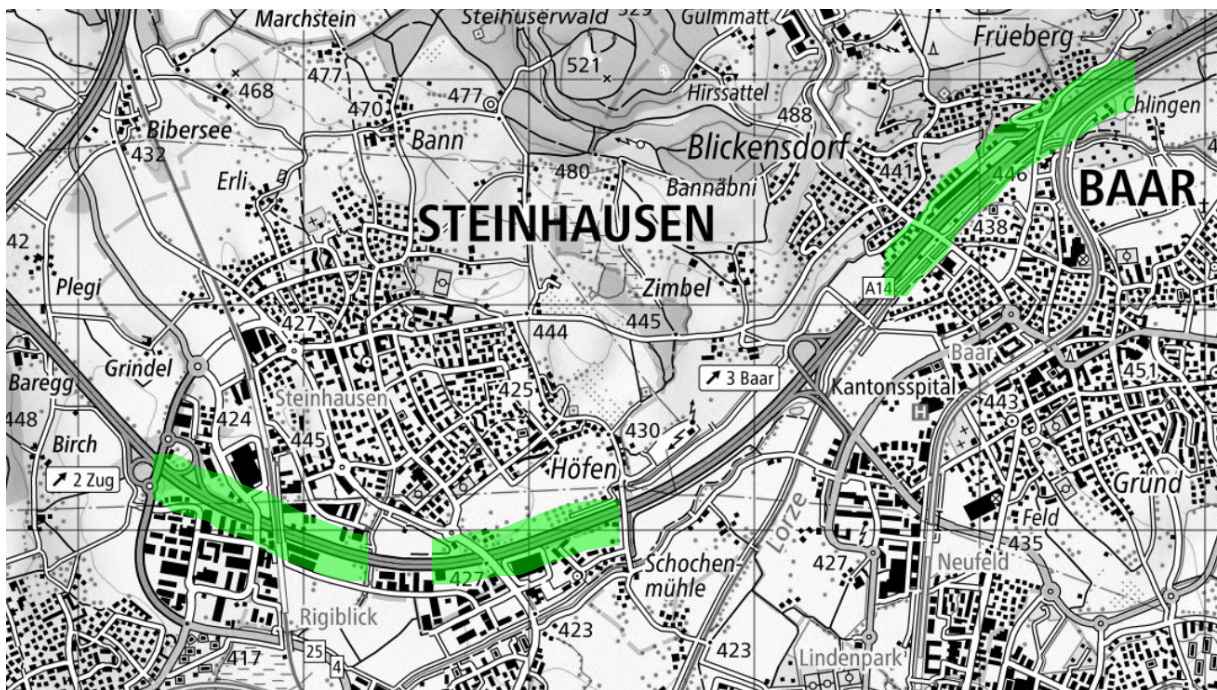 Marchstein
Steihuserwald
529
Gulmmatt
Früeberg
521
477
468
470
477
Hirssattel
488
Chlingen
Bibersee
432
Bann
Blickensdorf
480
Bannäbni
441
446
BAAR
Erli
STEINHAUSEN
438
42
Plegi
Zimbel
A14
427
444
445
Grindel
Baar
3 Baar
Baregg
425
Kantonsspital
451
Steinhausen
H
443
448
424
445
430
Birch
Höfen
2 Zug
Grund
Lorze
Feld
435
427
Schochen-
mühle
427
Neufeld
Rigiblick
423
25
4
417
423
Lindenpark